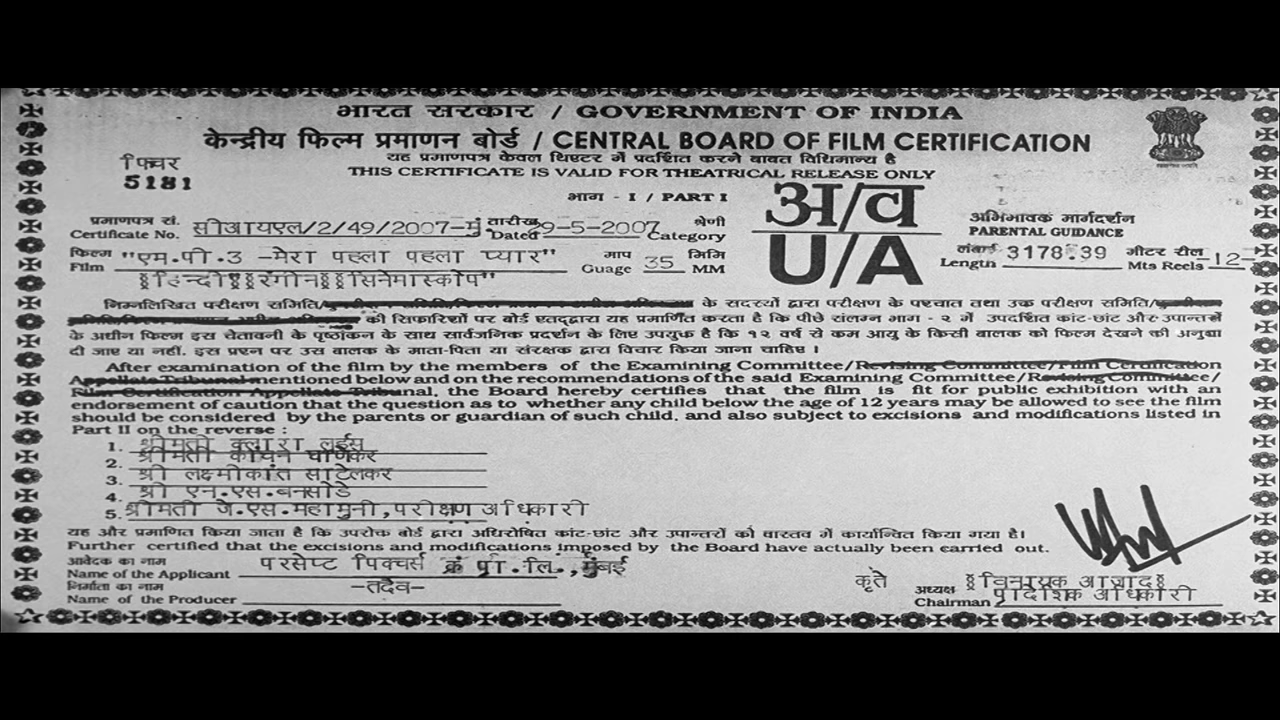 भारत सरकार / GOVERNMENT OF INDIA
केन्द्रीय फिल्म प्रमाणन बोर्ड / CENTRAL BOARD OF FILM CERTIFICATION
यह प्रमाणपत्र केवल थिएटर में प्रदर्शित करने बाबत विधिमान्य है
THIS CERTIFICATE IS VALID FOR THEATRICAL RELEASE ONLY
फिचर
5181
भाग - I / PART I
अ/व
U/A
अभिभावक मार्गदर्शन
PARENTAL GUIDANCE
प्रमाणपत्र सं.
Certificate No. सीआयएल/2/49/2007-मुं
तारीख
Dated 29-5-2007
श्रेणी
Category
फिल्म
Film "एम.पी.3 -मेरा पहला पहला प्यार"
हिन्दी रंगीन सिनेमास्कोप"
माप
Guage 35
मिमि
MM
लंबाई
Length 3178.39
मीटर रील
Mts Reels -12-
निम्नलिखित परीक्षण समिति/ के सदस्यों द्वारा परीक्षण के पश्चात तथा उक्त परीक्षण समिति/
की सिफारिशों पर बोर्ड एतद्द्वारा यह प्रमाणित करता है कि पीछे संलग्न भाग - २ में उपदर्शित कांट-छांट और उपान्तरों
के अधीन फिल्म इस चेतावनी के पृष्ठांकन के साथ सार्वजनिक प्रदर्शन के लिए उपयुक्त है कि १२ वर्ष से कम आयु के किसी बालक को फिल्म देखने की अनुज्ञा
दी जाए या नहीं. इस प्रश्न पर उस बालक के माता-पिता या संरक्षक द्वारा विचार किया जाना चाहिए ।
After examination of the film by the members of the Examining Committee/Revising Committee/Film Certification
Appellate Tribunal mentioned below and on the recommendations of the said Examining Committee/Revising Committee/
Film Certification Appellate Tribunal, the Board hereby certifies that the film is fit for public exhibition with an
endorsement of caution that the question as to whether any child below the age of 12 years may be allowed to see the film
should be considered by the parents or guardian of such child, and also subject to excisions and modifications listed in
Part II on the reverse :
1. श्रीमती क्लारा लुईस
2. श्रीमती कांचन घाणेकर
3. श्री लक्ष्मीकांत साटेलकर
4. श्री एन.एस.बनसोडे
5. श्रीमती जे.एस.महामुनी, परीक्षण अधिकारी
यह और प्रमाणित किया जाता है कि उपरोक्त बोर्ड द्वारा अधिरोपित कांट-छांट और उपान्तरों को वास्तव में कार्यान्वित किया गया है।
Further certified that the excisions and modifications imposed by the Board have actually been carried out.
आवेदक का नाम
Name of the Applicant परसेप्ट पिक्चर्स कं प्रा.लि., मुंबई
निर्माता का नाम
Name of the Producer -तदैव-
कृते
अध्यक्ष
Chairman
विनायक आजाद
प्रादेशिक अधिकारी